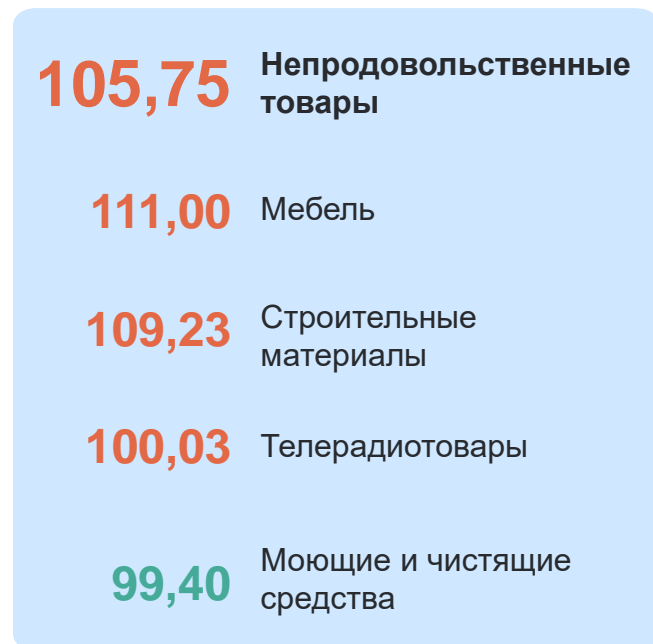 105,75 Непродовольственные
товары
111,00 Мебель
109,23 Строительные
материалы
100,03 Телерадиотовары
99,40 Моющие и чистящие
средства